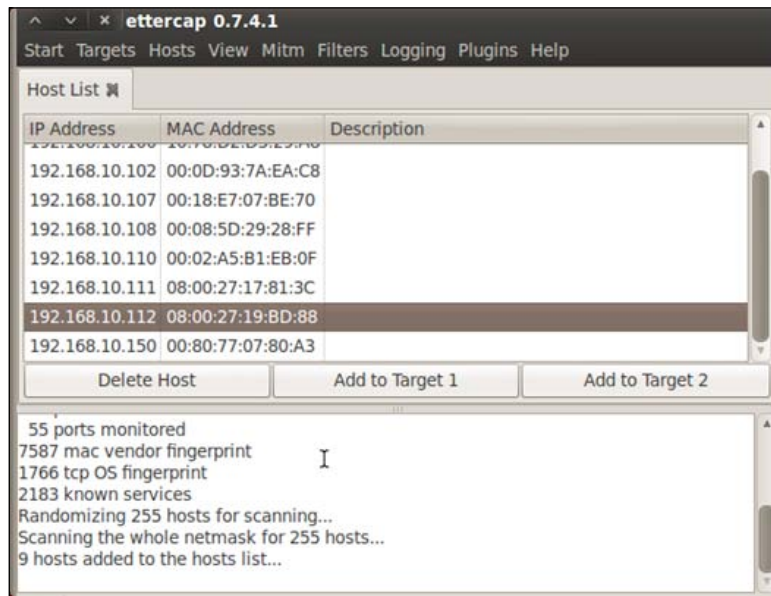 ettercap 0.7.4.1
Start Targets Hosts View Mitm Filters Logging Plugins Help
Host List
IP Address MAC Address Description
192.168.10.102 00:0D:93:7A:EA:C8
192.168.10.107 00:18:E7:07:BE:70
192.168.10.108 00:08:5D:29:28:FF
192.168.10.110 00:02:A5:B1:EB:0F
192.168.10.111 08:00:27:17:81:3C
192.168.10.112 08:00:27:19:BD:88
192.168.10.150 00:80:77:07:80:A3
Delete Host Add to Target 1 Add to Target 2
55 ports monitored
7587 mac vendor fingerprint
1766 tcp OS fingerprint
2183 known services
Randomizing 255 hosts for scanning...
Scanning the whole netmask for 255 hosts...
9 hosts added to the hosts list...